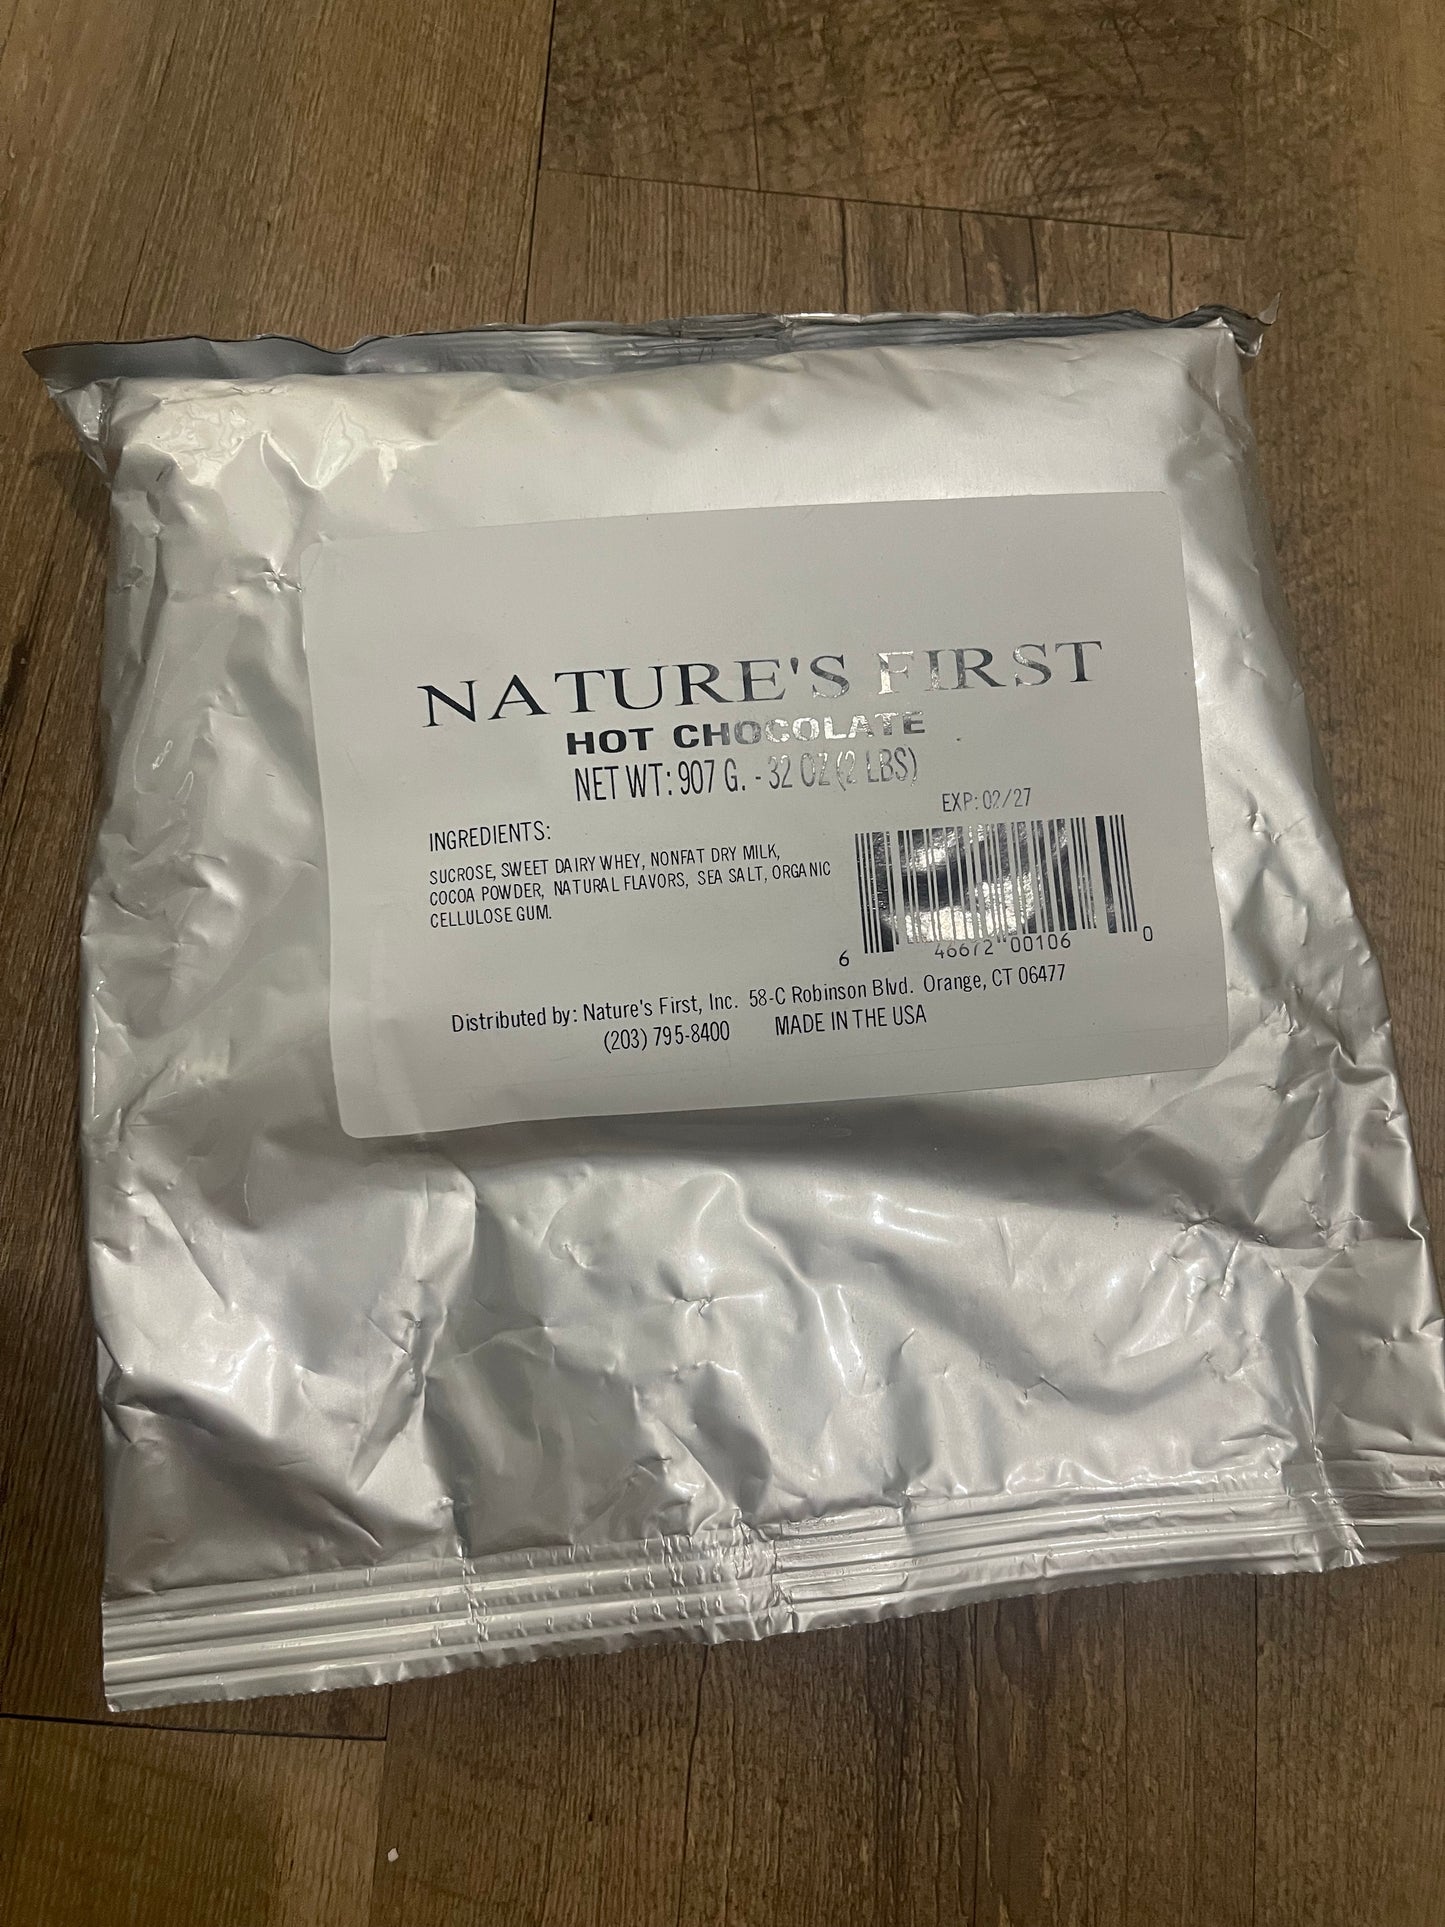 NATURE'S FIRST
HOT CHOCOLATE
NET WT: 907 G. - 32 OZ (2 LBS)
EXP: 02/27
INGREDIENTS:
SUCROSE, SWEET DAIRY WHEY, NONFAT DRY MILK,
COCOA POWDER, NATURAL FLAVORS, SEA SALT, ORGANIC
CELLULOSE GUM.
6 46672 00106 0
Distributed by: Nature's First, Inc. 58-C Robinson Blvd. Orange, CT 06477
(203) 795-8400 MADE IN THE USA